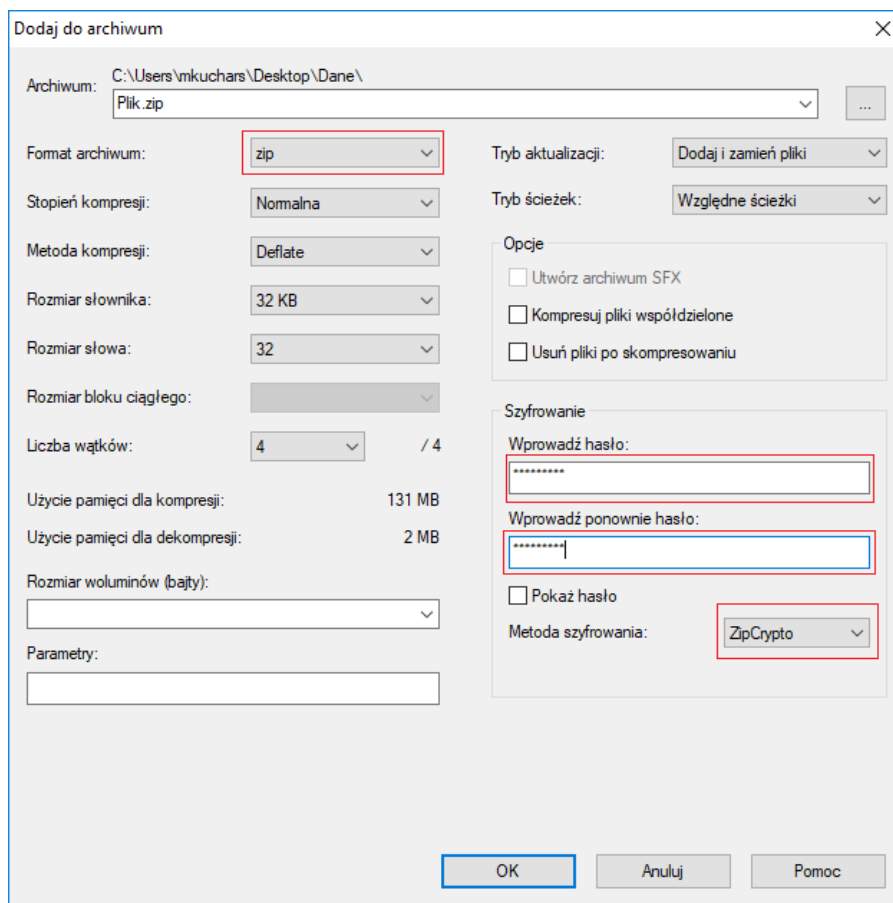 Dodaj do archiwum
Archiwum:
C:\Users\mkuchars\Desktop\Dane\
Plik.zip
...
Format archiwum:
zip
Stopień kompresji:
Normalna
Metoda kompresji:
Deflate
Rozmiar słownika:
32 KB
Rozmiar słowa:
32
Rozmiar bloku ciągłego:
Liczba wątków:
4
/ 4
Użycie pamięci dla kompresji:
131 MB
Użycie pamięci dla dekompresji:
2 MB
Rozmiar woluminów (bajty):
Parametry:
Tryb aktualizacji:
Dodaj i zamień pliki
Tryb ścieżek:
Względne ścieżki
Opcje
Utwórz archiwum SFX
Kompresuj pliki współdzielone
Usuń pliki po skompresowaniu
Szyfrowanie
Wprowadź hasło:
*********
Wprowadź ponownie hasło:
*********
Pokaż hasło
Metoda szyfrowania:
ZipCrypto
OK
Anuluj
Pomoc